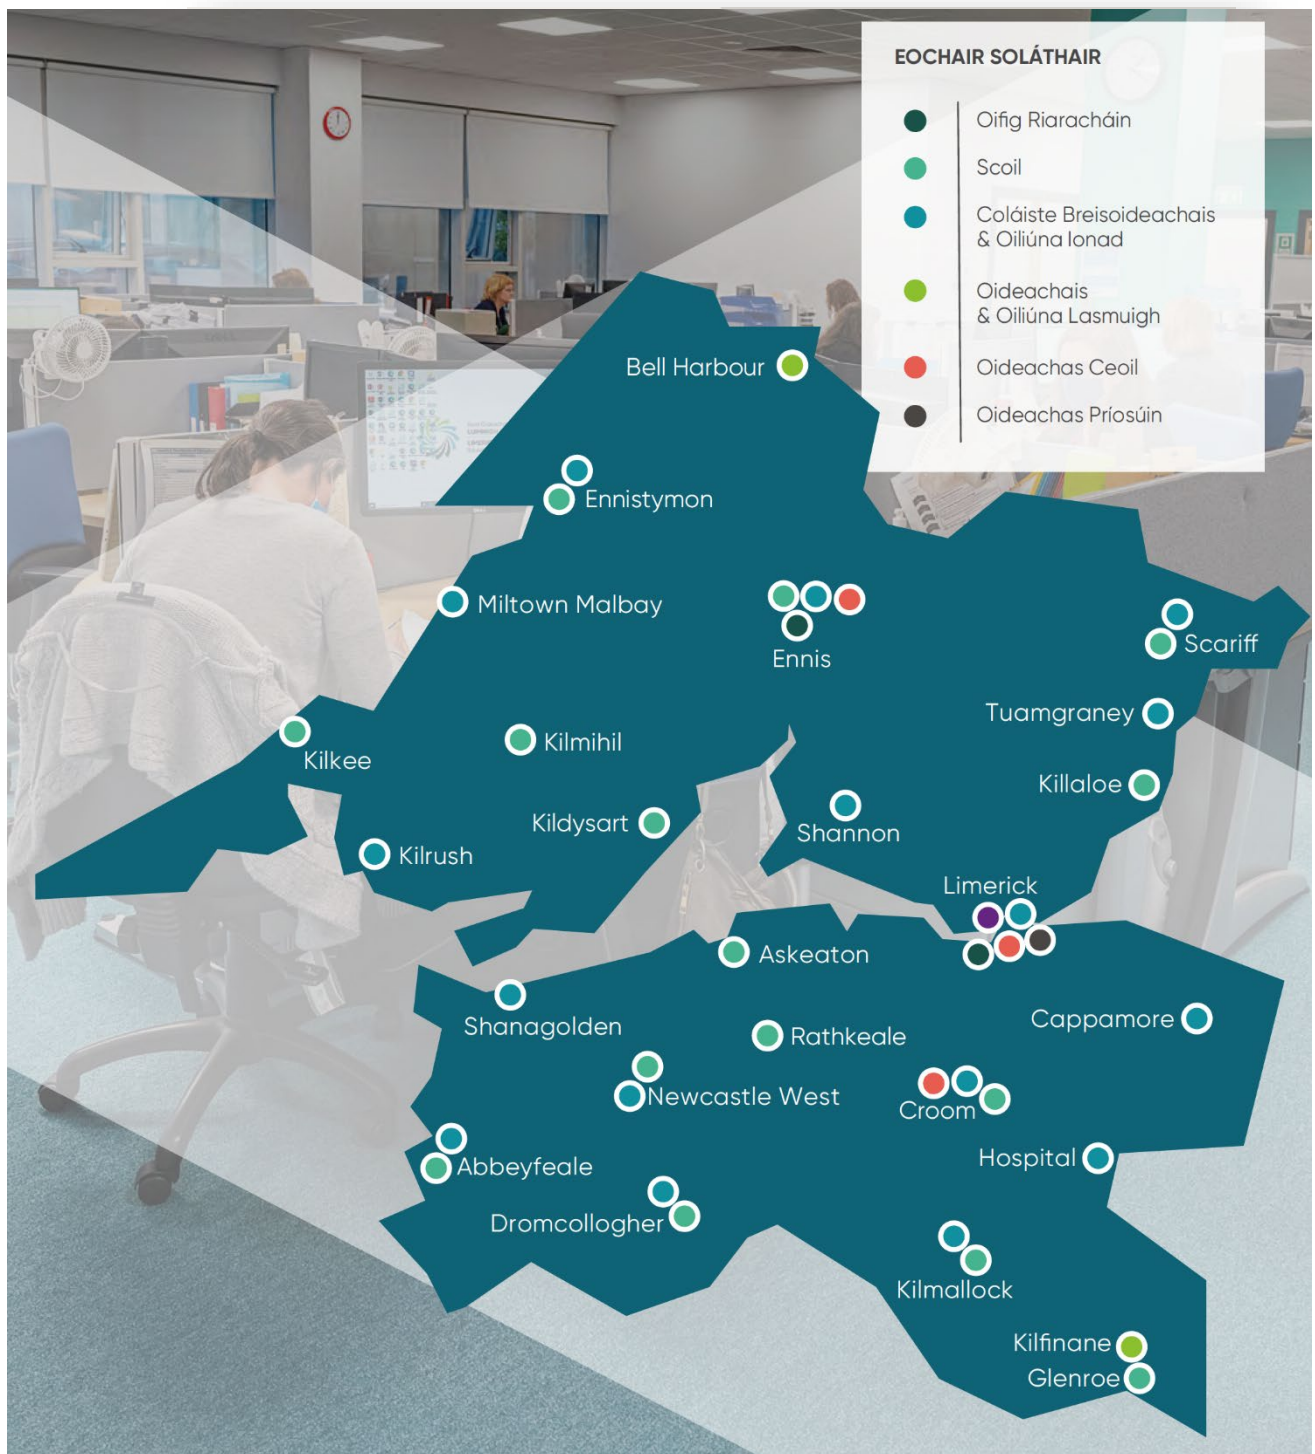 EOCHAIR SOLÁTHAIR
Oifig Riaracháin
Scoil
Coláiste Breisoideachais
& Oiliúna Ionad
Oideachais
& Oiliúna Lasmuigh
Oideachas Ceoil
Oideachas Príosúin
Bell Harbour
Ennistymon
Miltown Malbay
Ennis
Scariff
Tuamgraney
Kilkee
Kilmihil
Killaloe
Kildysart
Shannon
Kilrush
Limerick
Askeaton
Shanagolden
Cappamore
Rathkeale
Newcastle West
Croom
Abbeyfeale
Hospital
Dromcollogher
Kilmallock
Kilfinane
Glenroe